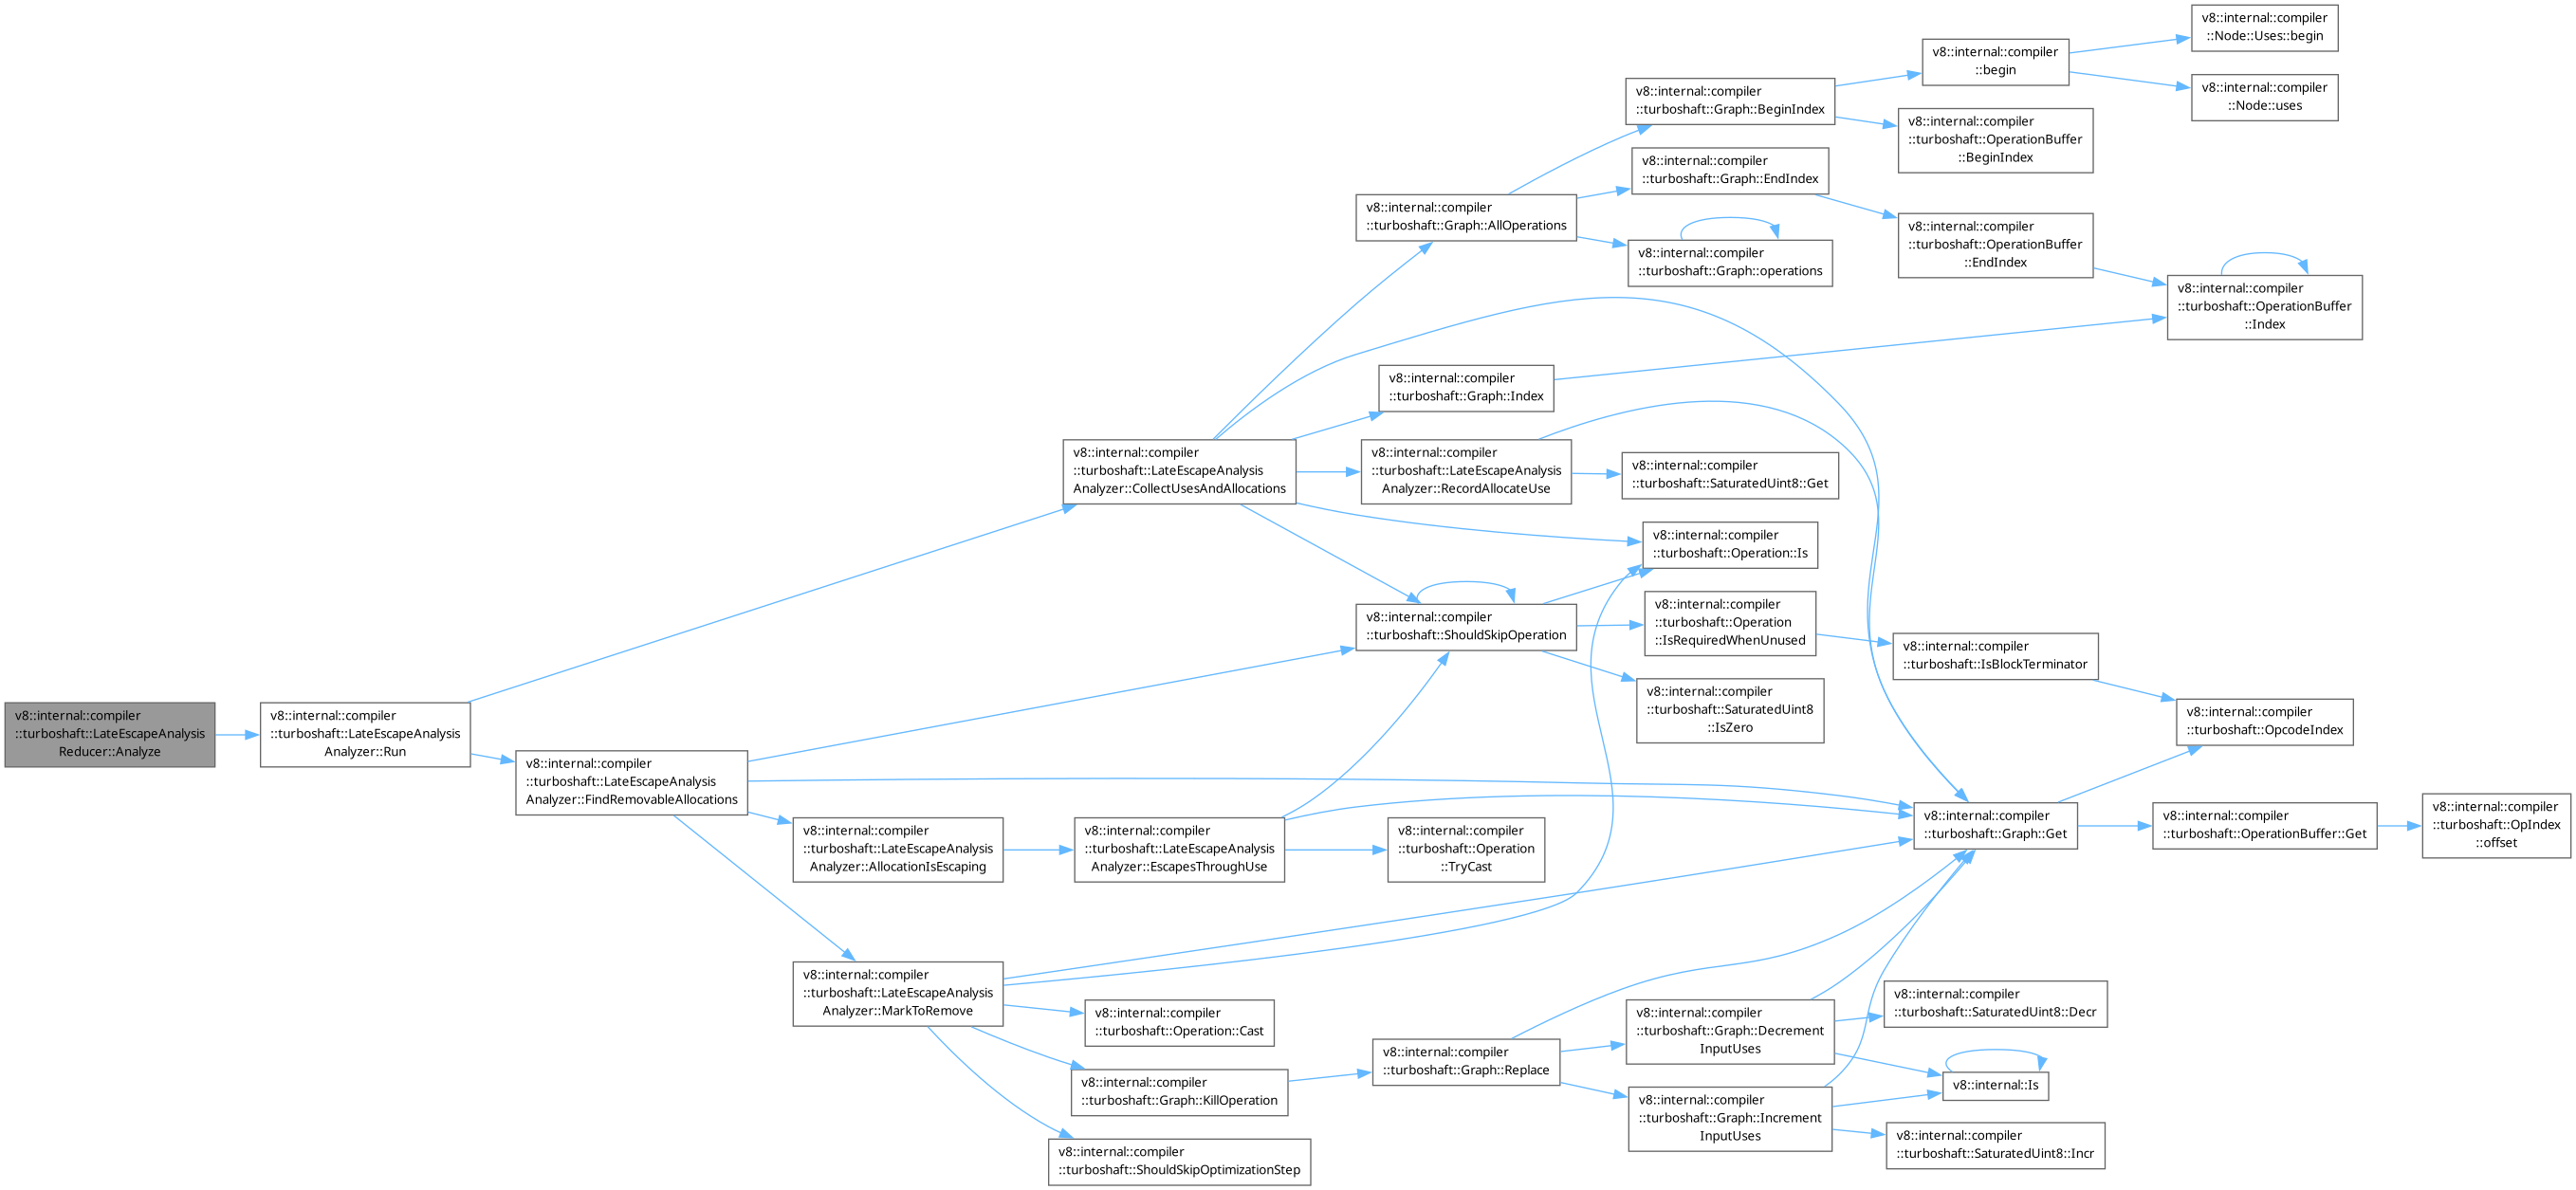 v8::internal::compiler
::turboshaft::LateEscapeAnalysis
Reducer::Analyze
v8::internal::compiler
::turboshaft::LateEscapeAnalysis
Analyzer::Run
v8::internal::compiler
::turboshaft::LateEscapeAnalysis
Analyzer::CollectUsesAndAllocations
v8::internal::compiler
::turboshaft::LateEscapeAnalysis
Analyzer::FindRemovableAllocations
v8::internal::compiler
::turboshaft::Graph::AllOperations
v8::internal::compiler
::turboshaft::Graph::BeginIndex
v8::internal::compiler
::begin
v8::internal::compiler
::Node::Uses::begin
v8::internal::compiler
::Node::uses
v8::internal::compiler
::turboshaft::OperationBuffer
::BeginIndex
v8::internal::compiler
::turboshaft::Graph::EndIndex
v8::internal::compiler
::turboshaft::OperationBuffer
::EndIndex
v8::internal::compiler
::turboshaft::OperationBuffer
::Index
v8::internal::compiler
::turboshaft::Graph::operations
v8::internal::compiler
::turboshaft::Graph::Index
v8::internal::compiler
::turboshaft::LateEscapeAnalysis
Analyzer::RecordAllocateUse
v8::internal::compiler
::turboshaft::SaturatedUint8::Get
v8::internal::compiler
::turboshaft::Operation::Is
v8::internal::compiler
::turboshaft::ShouldSkipOperation
v8::internal::compiler
::turboshaft::Operation
::IsRequiredWhenUnused
v8::internal::compiler
::turboshaft::IsBlockTerminator
v8::internal::compiler
::turboshaft::SaturatedUint8
::IsZero
v8::internal::compiler
::turboshaft::OpcodeIndex
v8::internal::compiler
::turboshaft::Graph::Get
v8::internal::compiler
::turboshaft::OperationBuffer::Get
v8::internal::compiler
::turboshaft::OpIndex
::offset
v8::internal::compiler
::turboshaft::LateEscapeAnalysis
Analyzer::AllocationIsEscaping
v8::internal::compiler
::turboshaft::LateEscapeAnalysis
Analyzer::EscapesThroughUse
v8::internal::compiler
::turboshaft::Operation
::TryCast
v8::internal::compiler
::turboshaft::LateEscapeAnalysis
Analyzer::MarkToRemove
v8::internal::compiler
::turboshaft::Operation::Cast
v8::internal::compiler
::turboshaft::Graph::KillOperation
v8::internal::compiler
::turboshaft::ShouldSkipOptimizationStep
v8::internal::compiler
::turboshaft::Graph::Replace
v8::internal::compiler
::turboshaft::Graph::Decrement
InputUses
v8::internal::compiler
::turboshaft::SaturatedUint8::Decr
v8::internal::Is
v8::internal::compiler
::turboshaft::Graph::Increment
InputUses
v8::internal::compiler
::turboshaft::SaturatedUint8::Incr